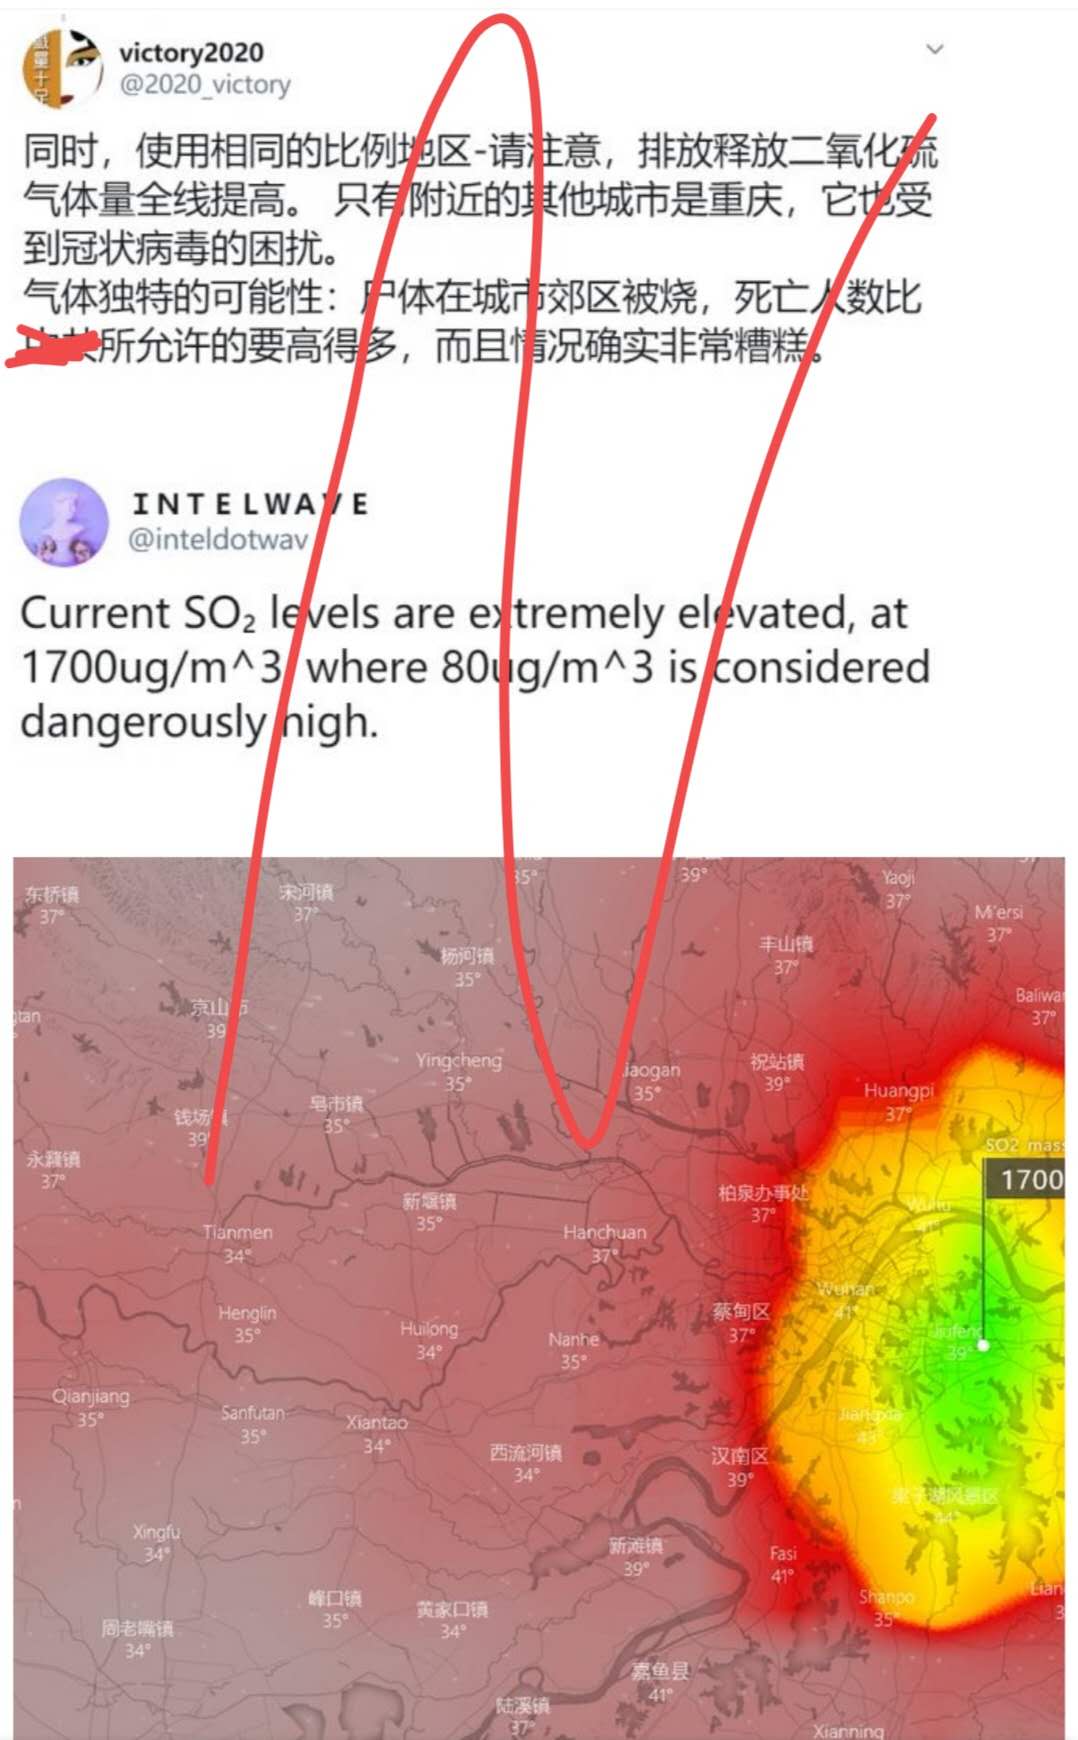 victory2020
@2020_victory
同时，使用相同的比例地区-请注意，排放释放二氧化硫
气体量全线提高。 只有附近的其他城市是重庆，它也受
到冠状病毒的困扰。
气体独特的可能性：尸体在城市郊区被烧，死亡人数比
所允许的要高得多，而且情况确实非常糟糕。
INTELWAVE
@inteldotwav
Current SO₂ levels are extremely elevated, at
1700ug/m^3, where 80ug/m^3 is considered
dangerously high.
35°
39°
东桥镇
37°
宋河镇
37°
Yaoji
37°
Mi'ersi
37°
杨河镇
35°
丰山镇
37°
京山市
39
Baliwa
37°
gtan
Yingcheng
35°
iaogan
35°
祝站镇
39°
Huangpi
37°
皂市镇
35°
钱场镇
39
SO2 mass
1700
永漋镇
37°
新堰镇
35°
柏泉办事处
37°
Wuhu
41°
Tianmen
34°
Hanchuan
37°
Wuhan
41°
Henglin
35°
Huilong
34°
Nanhe
35°
蔡甸区
37°
Jiufeng
39°
Qianjiang
35°
Sanfutan
35°
Xiantao
34°
Jiangxia
西流河镇
34°
汉南区
39°
梁子湖风景区
44°
Xingfu
34°
新滩镇
39°
Fasi
41°
Shanpo
35°
Lian
3
峰口镇
35°
黄家口镇
34°
周老嘴镇
34°
嘉鱼县
41°
陆溪镇
37°
Xianning